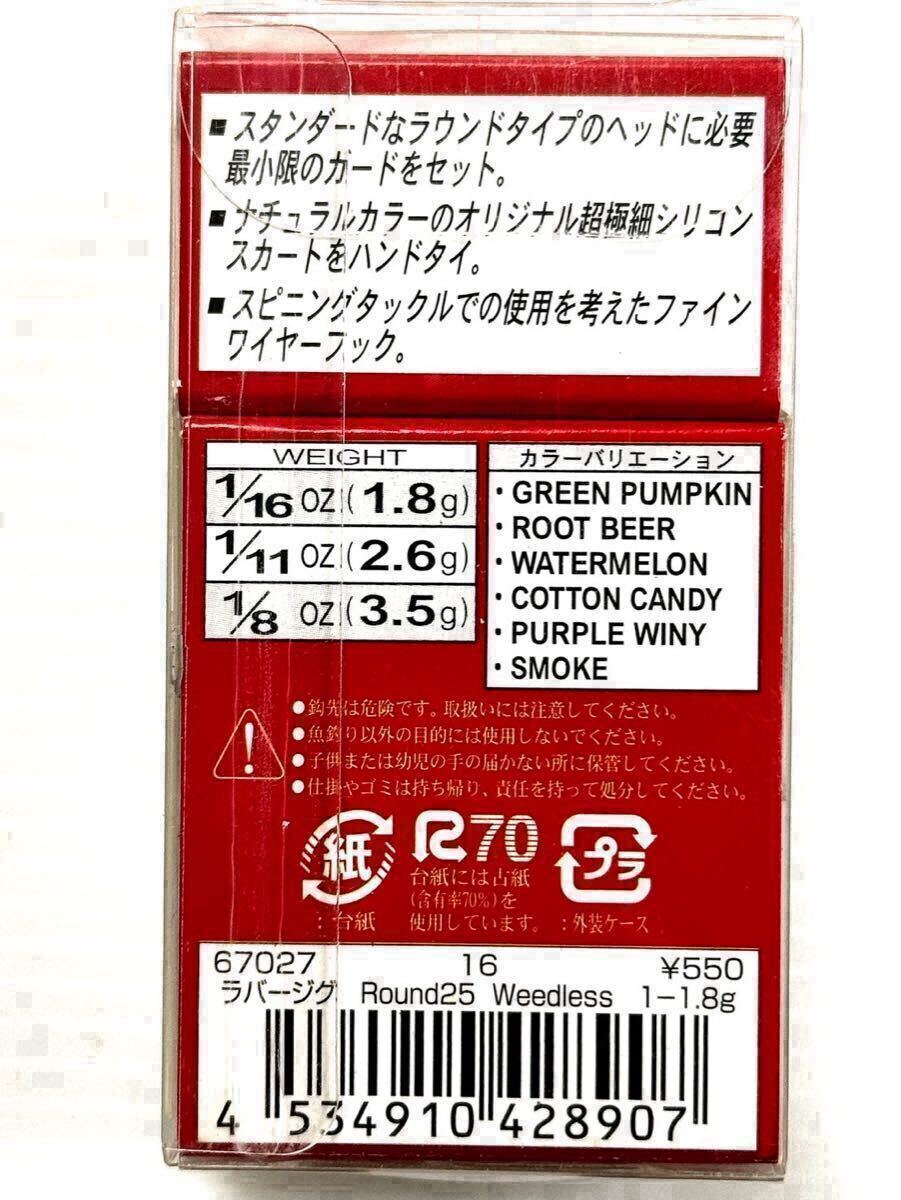 ■ スタンダードなラウンドタイプのヘッドに必要
最小限のガードをセット。
■ ナチュラルカラーのオリジナル超極細シリコン
スカートをハンドタイ。
■ スピニングタックルでの使用を考えたファイン
ワイヤーフック。
WEIGHT
1/16 OZ (1.8g)
1/11 OZ (2.6g)
1/8 OZ (3.5g)
カラーバリエーション
・GREEN PUMPKIN
・ROOT BEER
・WATERMELON
・COTTON CANDY
・PURPLE WINY
・SMOKE
●鈎先は危険です。取扱いには注意してください。
●魚釣り以外の目的には使用しないでください。
●子供または幼児の手の届かない所に保管してください。
●仕掛やゴミは持ち帰り、責任を持って処分してください。
紙
:台紙
R70
台紙には古紙
(含有率70%)を
使用しています。
プラ
:外装ケース
67027 16 ¥550
ラバージグ Round25 Weedless 1-1.8g
4 534910 428907